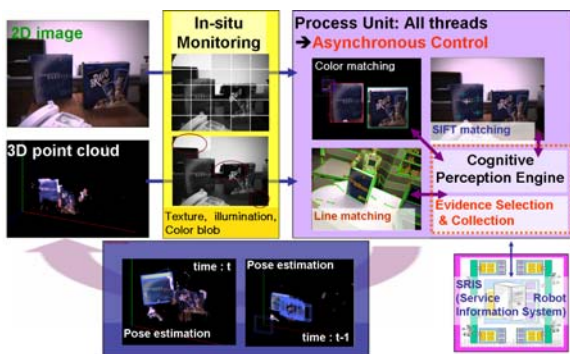 2D image
3D point cloud
In-situ
Monitoring
Texture, illumination,
Color blob
Process Unit: All threads
➔Asynchronous Control
Color matching
SIFT matching
Line matching
Cognitive
Perception Engine
Evidence Selection
& Collection
time : t
Pose estimation
Pose estimation
time : t-1
SRIS
(Service Robot
Information System)